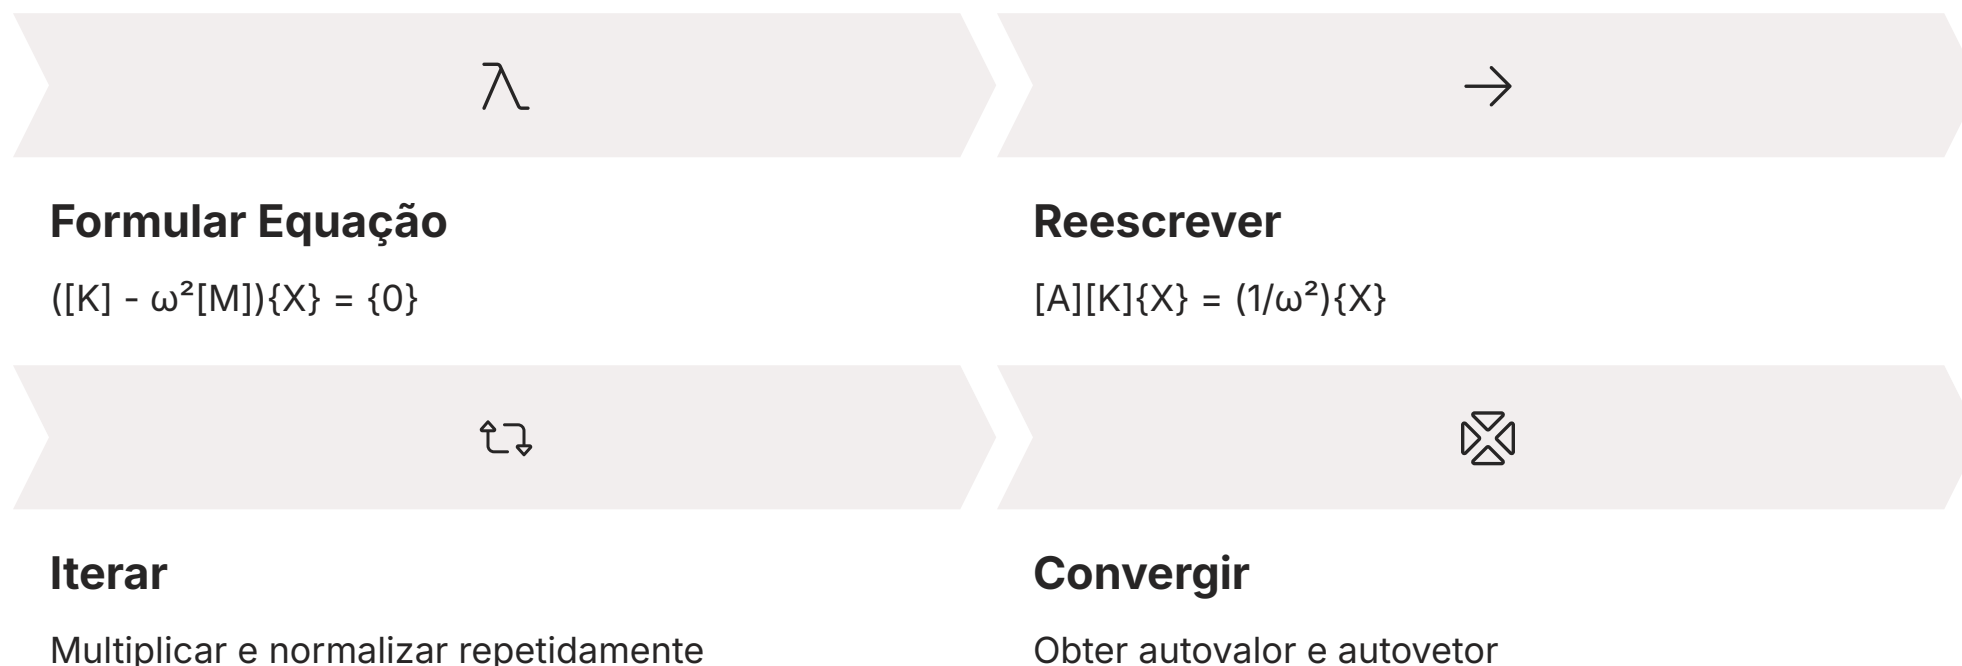 Formular Equação
([K] - ω²[M]){X} = {0}
Reescrever
[A][K]{X} = (1/ω²){X}
Iterar
Multiplicar e normalizar repetidamente
Convergir
Obter autovalor e autovetor